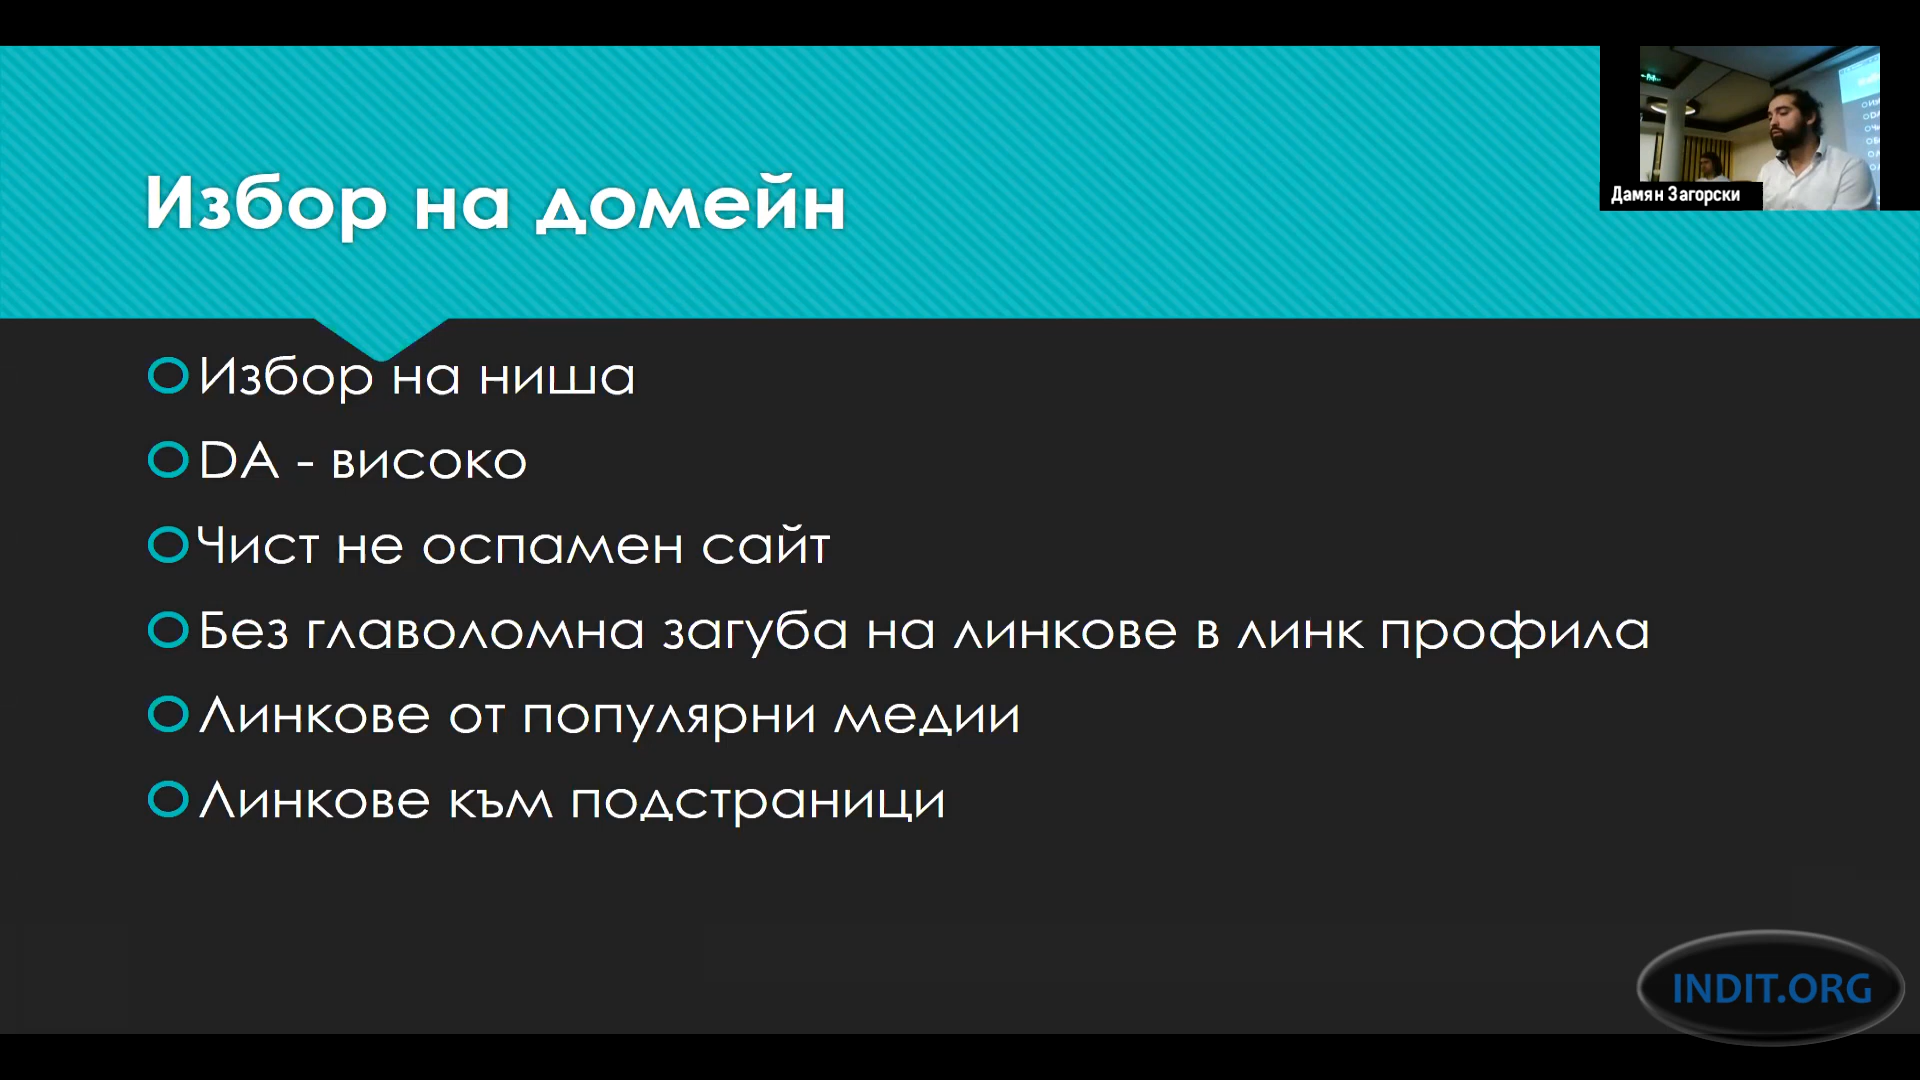 Избор на домейн
Дамян Загорски
Избор на ниша
DA - високо
Чист не оспамен сайт
Без главоломна загуба на линкове в линк профила
Линкове от популярни медии
Линкове към подстраници
INDIT.ORG